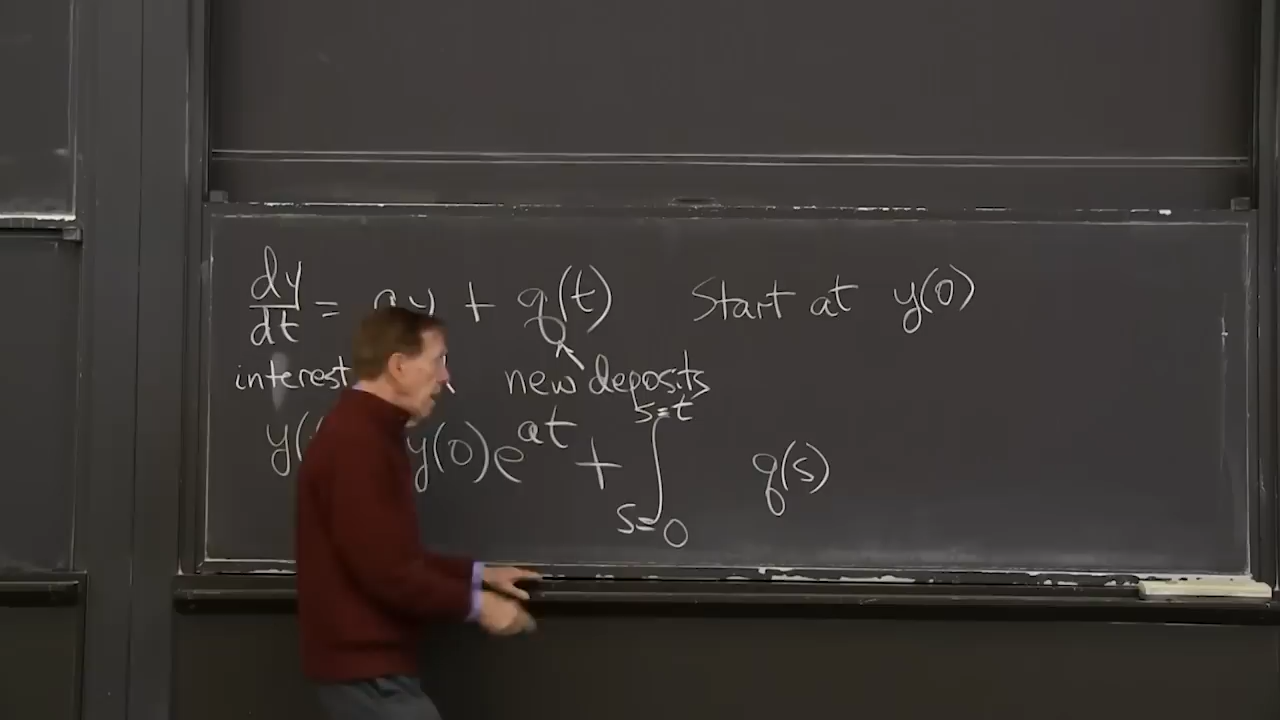 dy/dt = ay + q(t) Start at y(0)
interest new deposits
y( y(0)e^at + ∫_{s=0}^{s=t} q(s)